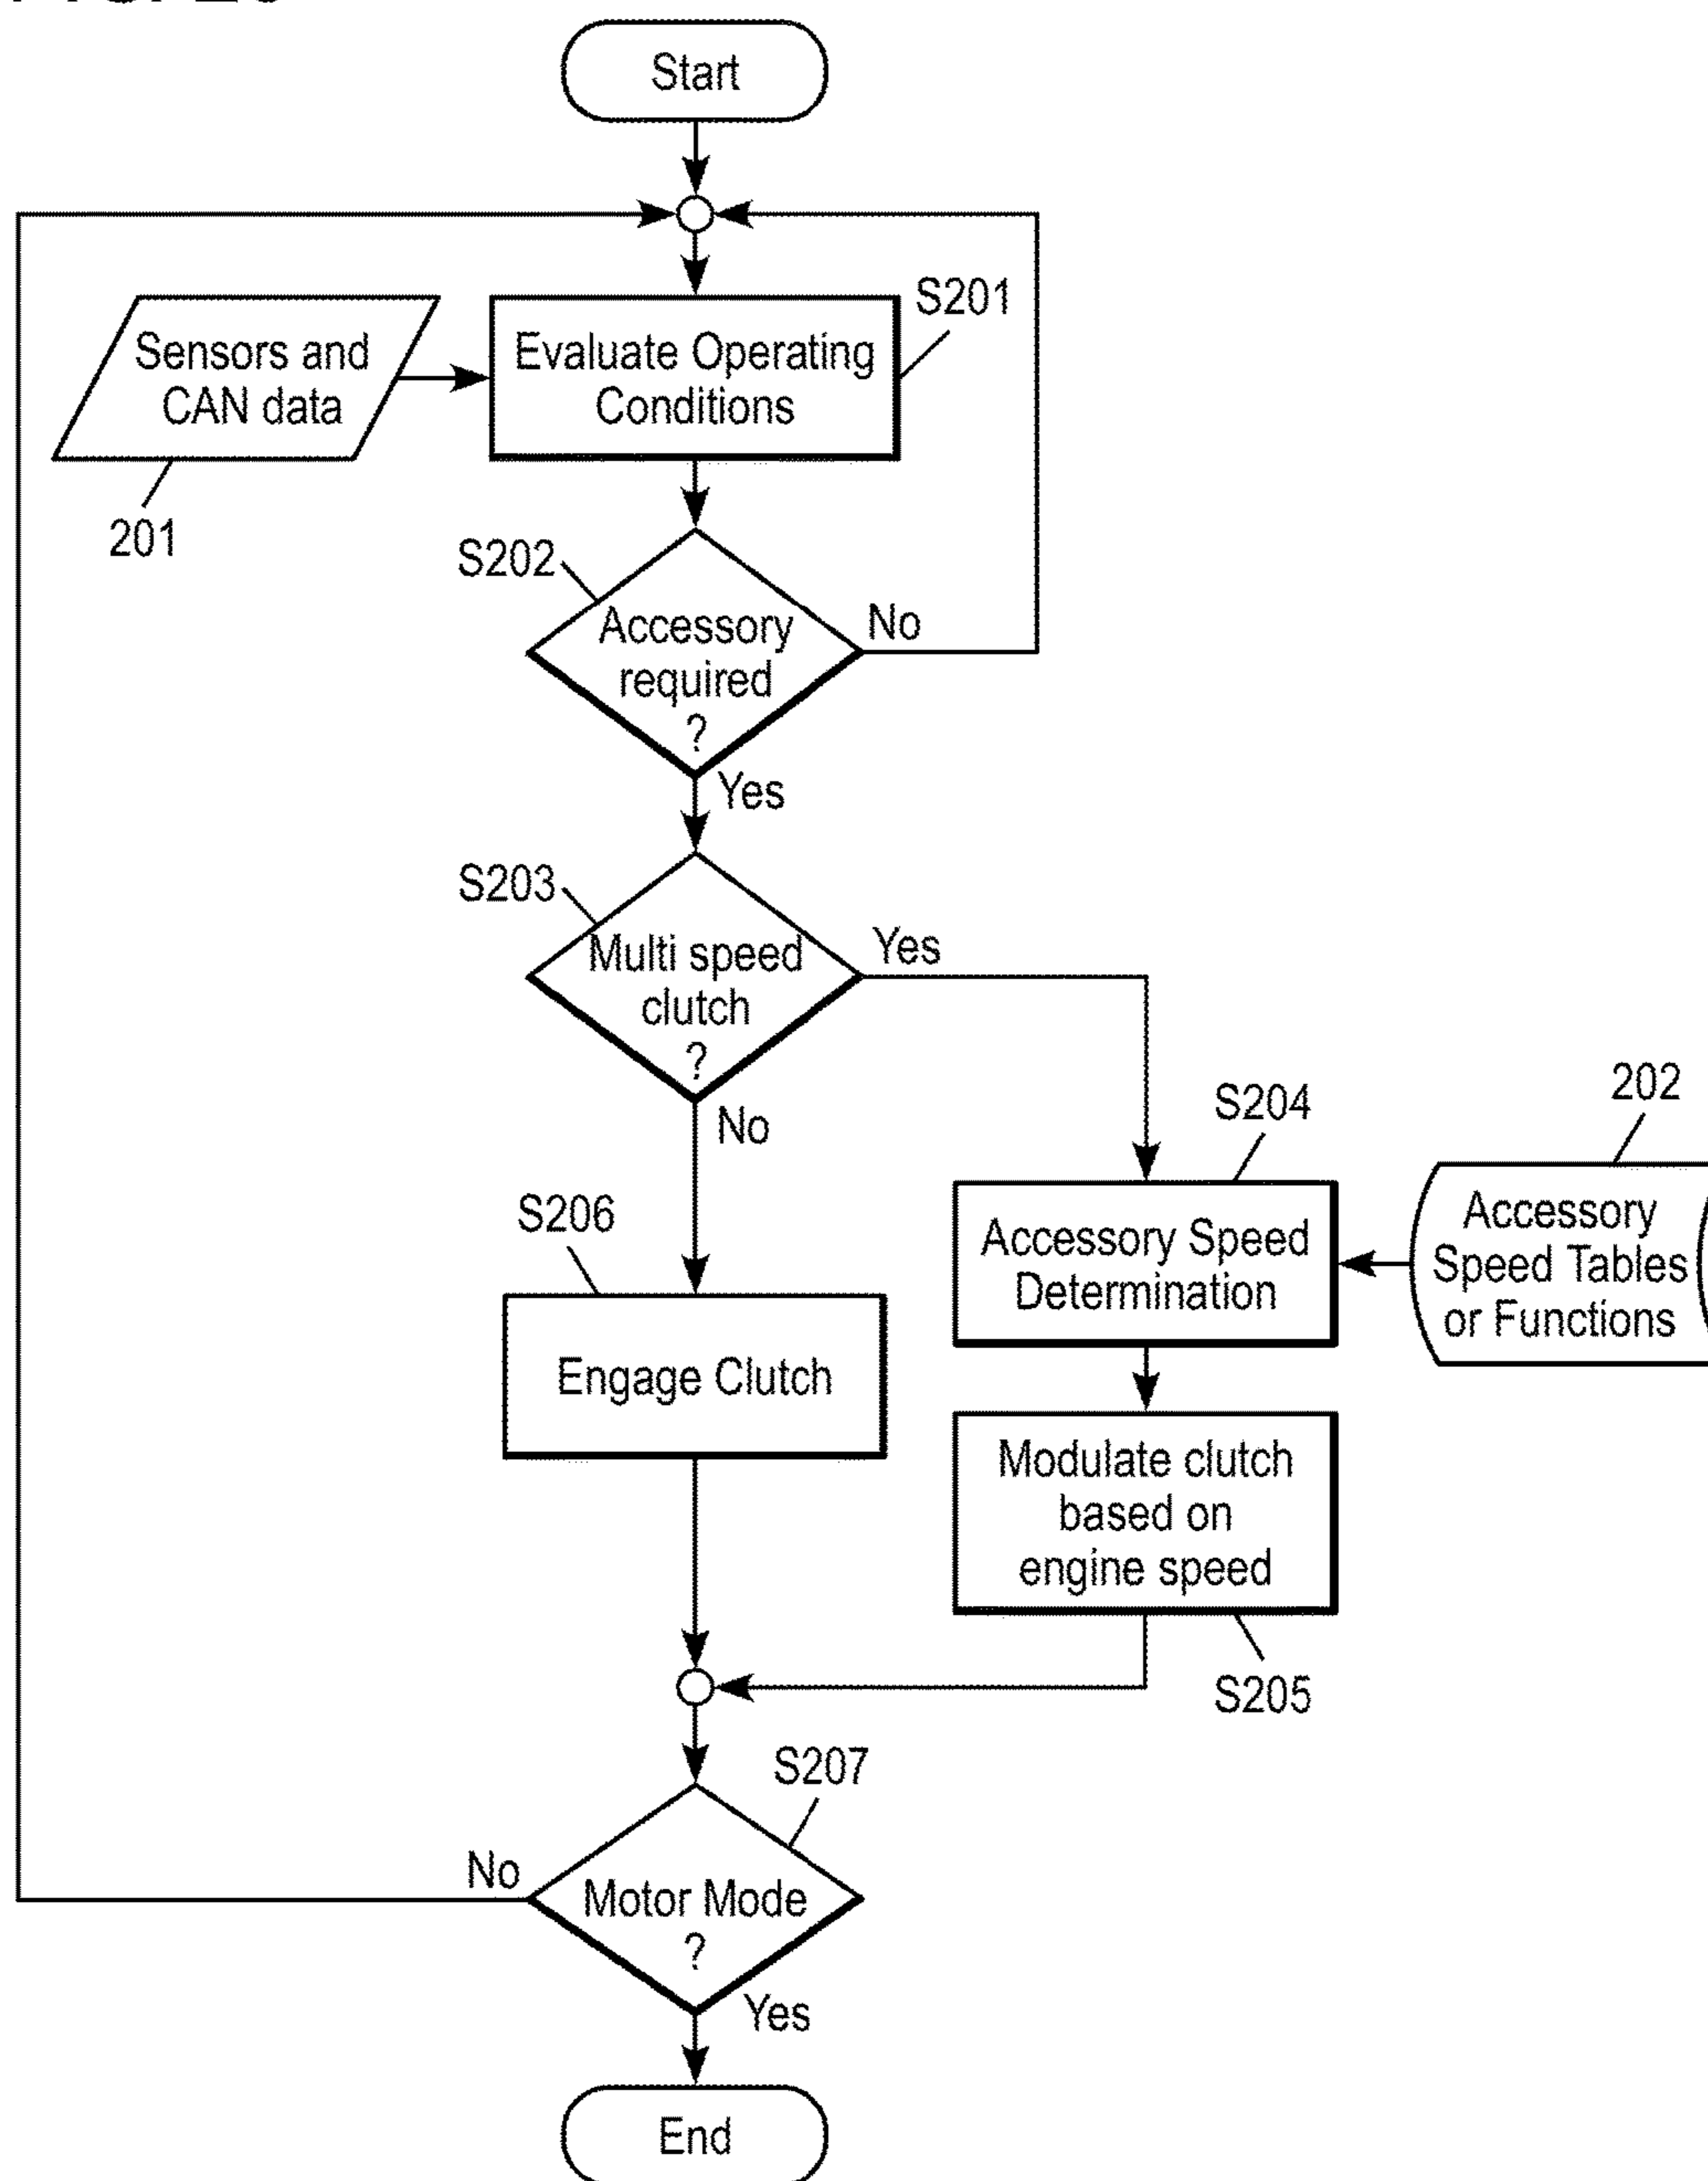 Start
S201
Sensors and
CAN data
Evaluate Operating
Conditions
201
S202
Accessory
required
?
No
Yes
S203
Multi speed
clutch
?
Yes
No
202
S204
Accessory
Speed Tables
or Functions
Accessory Speed
Determination
S206
Engage Clutch
Modulate clutch
based on
engine speed
S205
S207
No
Motor Mode
?
Yes
End